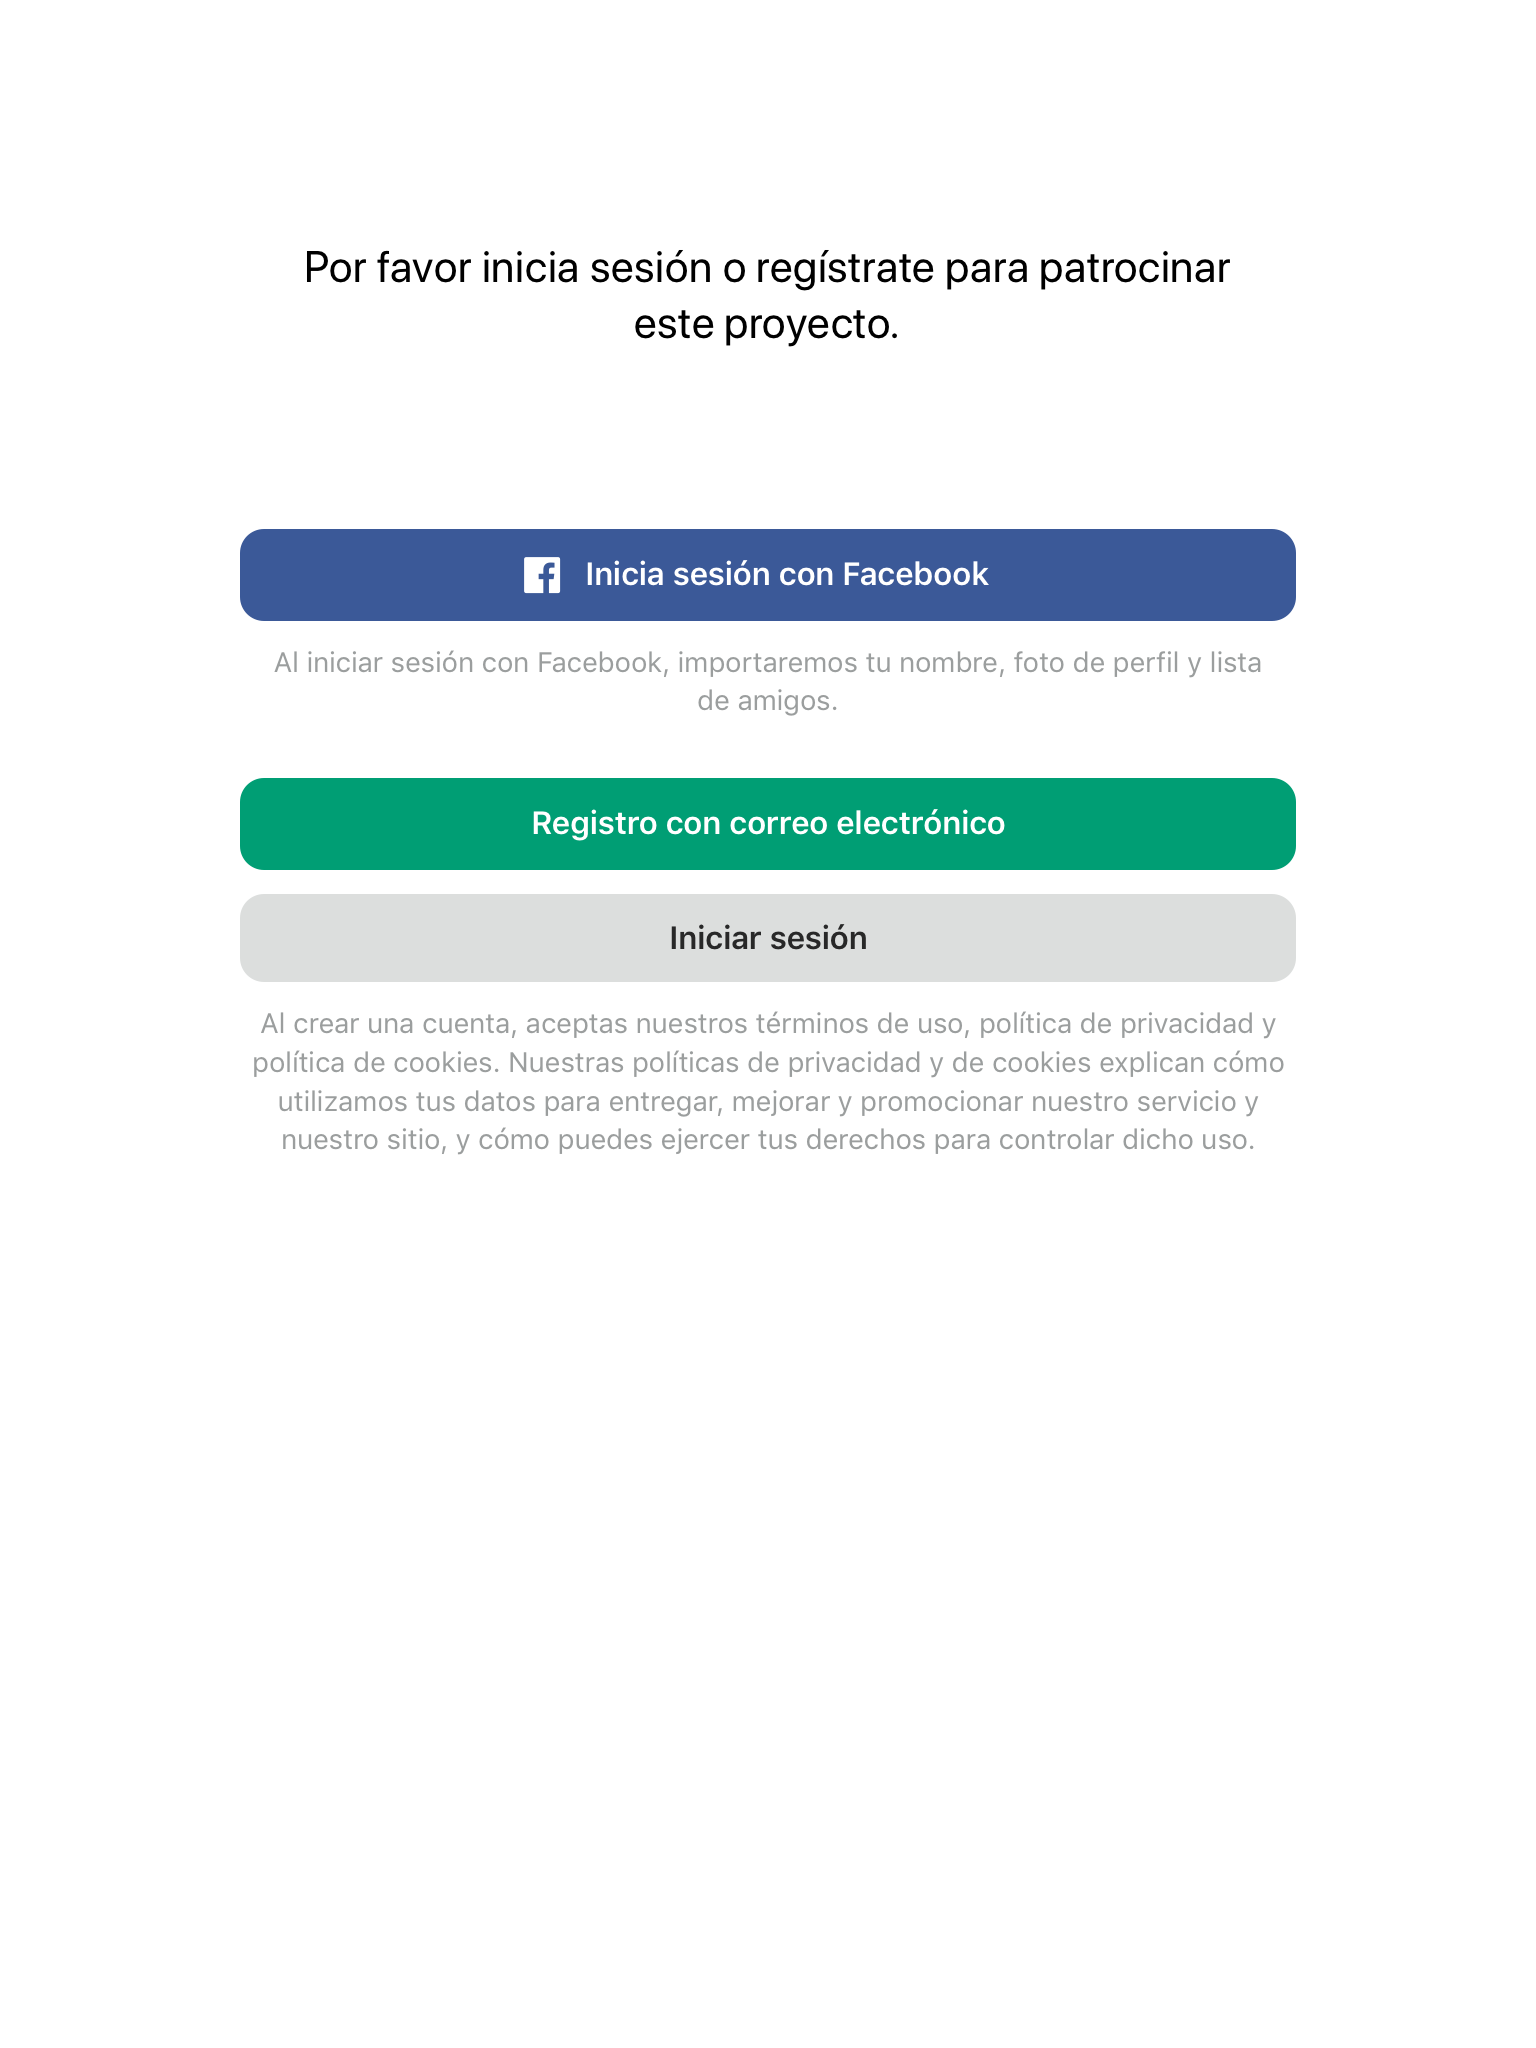 Por favor inicia sesión o regístrate para patrocinar
este proyecto.
Inicia sesión con Facebook
Al iniciar sesión con Facebook, importaremos tu nombre, foto de perfil y lista
de amigos.
Registro con correo electrónico
Iniciar sesión
Al crear una cuenta, aceptas nuestros términos de uso, política de privacidad y
política de cookies. Nuestras políticas de privacidad y de cookies explican cómo
utilizamos tus datos para entregar, mejorar y promocionar nuestro servicio y
nuestro sitio, y cómo puedes ejercer tus derechos para controlar dicho uso.